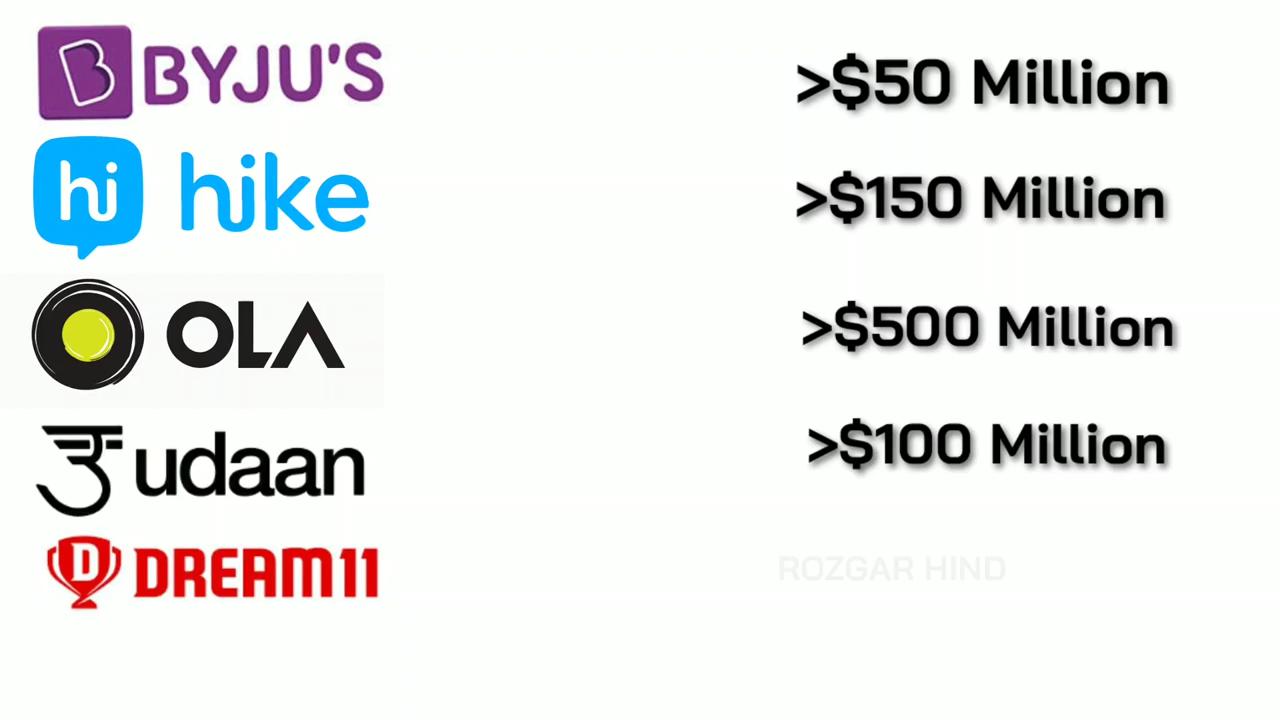 B BYJU'S >$50 Million
hi hike >$150 Million
OLA >$500 Million
उ udaan >$100 Million
D DREAM11
ROZGAR HIND